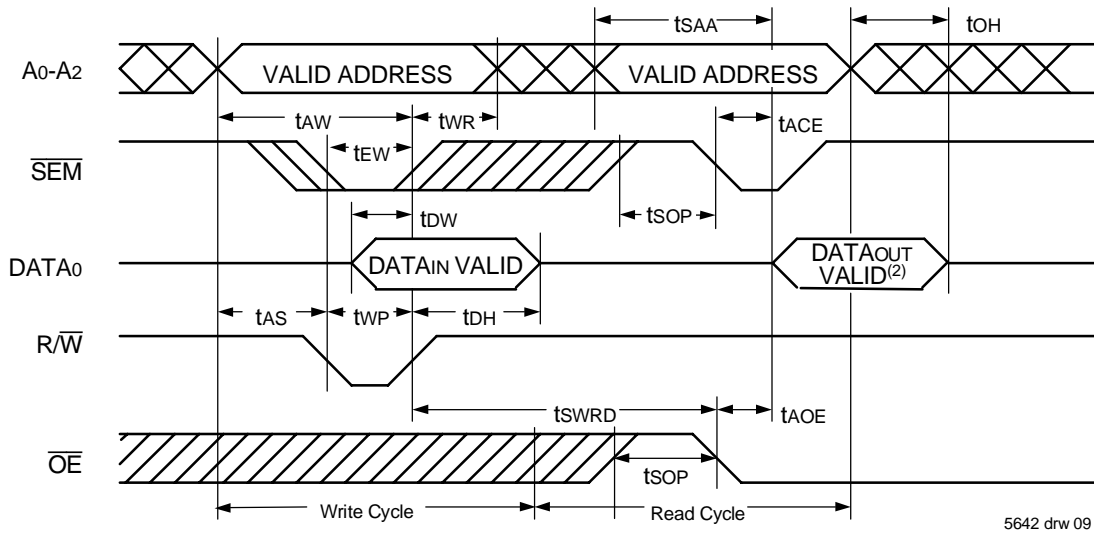 tSAA
tOH
A0-A2
VALID ADDRESS
VALID ADDRESS
tAW
tWR
tACE
tEW
SEM
tDW
tSOP
DATA0
DATAIN VALID
DATAOUT
VALID(2)
tAS
tWP
tDH
R/W
tSWRD
tAOE
OE
tSOP
Write Cycle
Read Cycle
5642 drw 09